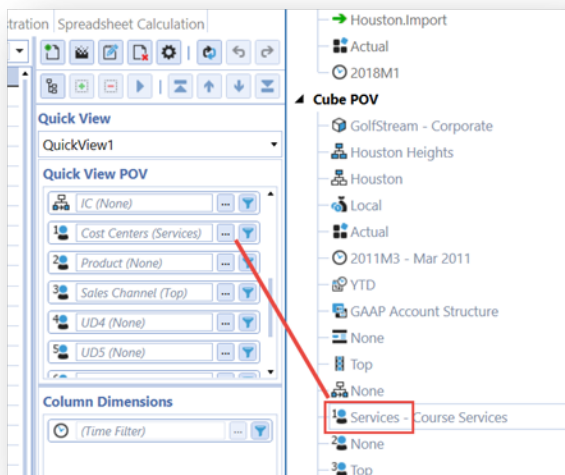 stration Spreadsheet Calculation
Quick View
QuickView1
Quick View POV
IC (None)
1 Cost Centers (Services)
2 Product (None)
3 Sales Channel (Top)
4 UD4 (None)
5 UD5 (None)
Column Dimensions
(Time Filter)
Houston.Import
Actual
2018M1
Cube POV
GolfStream - Corporate
Houston Heights
Houston
Local
Actual
2011M3 - Mar 2011
YTD
GAAP Account Structure
None
Top
None
1 Services - Course Services
2 None
3 Top